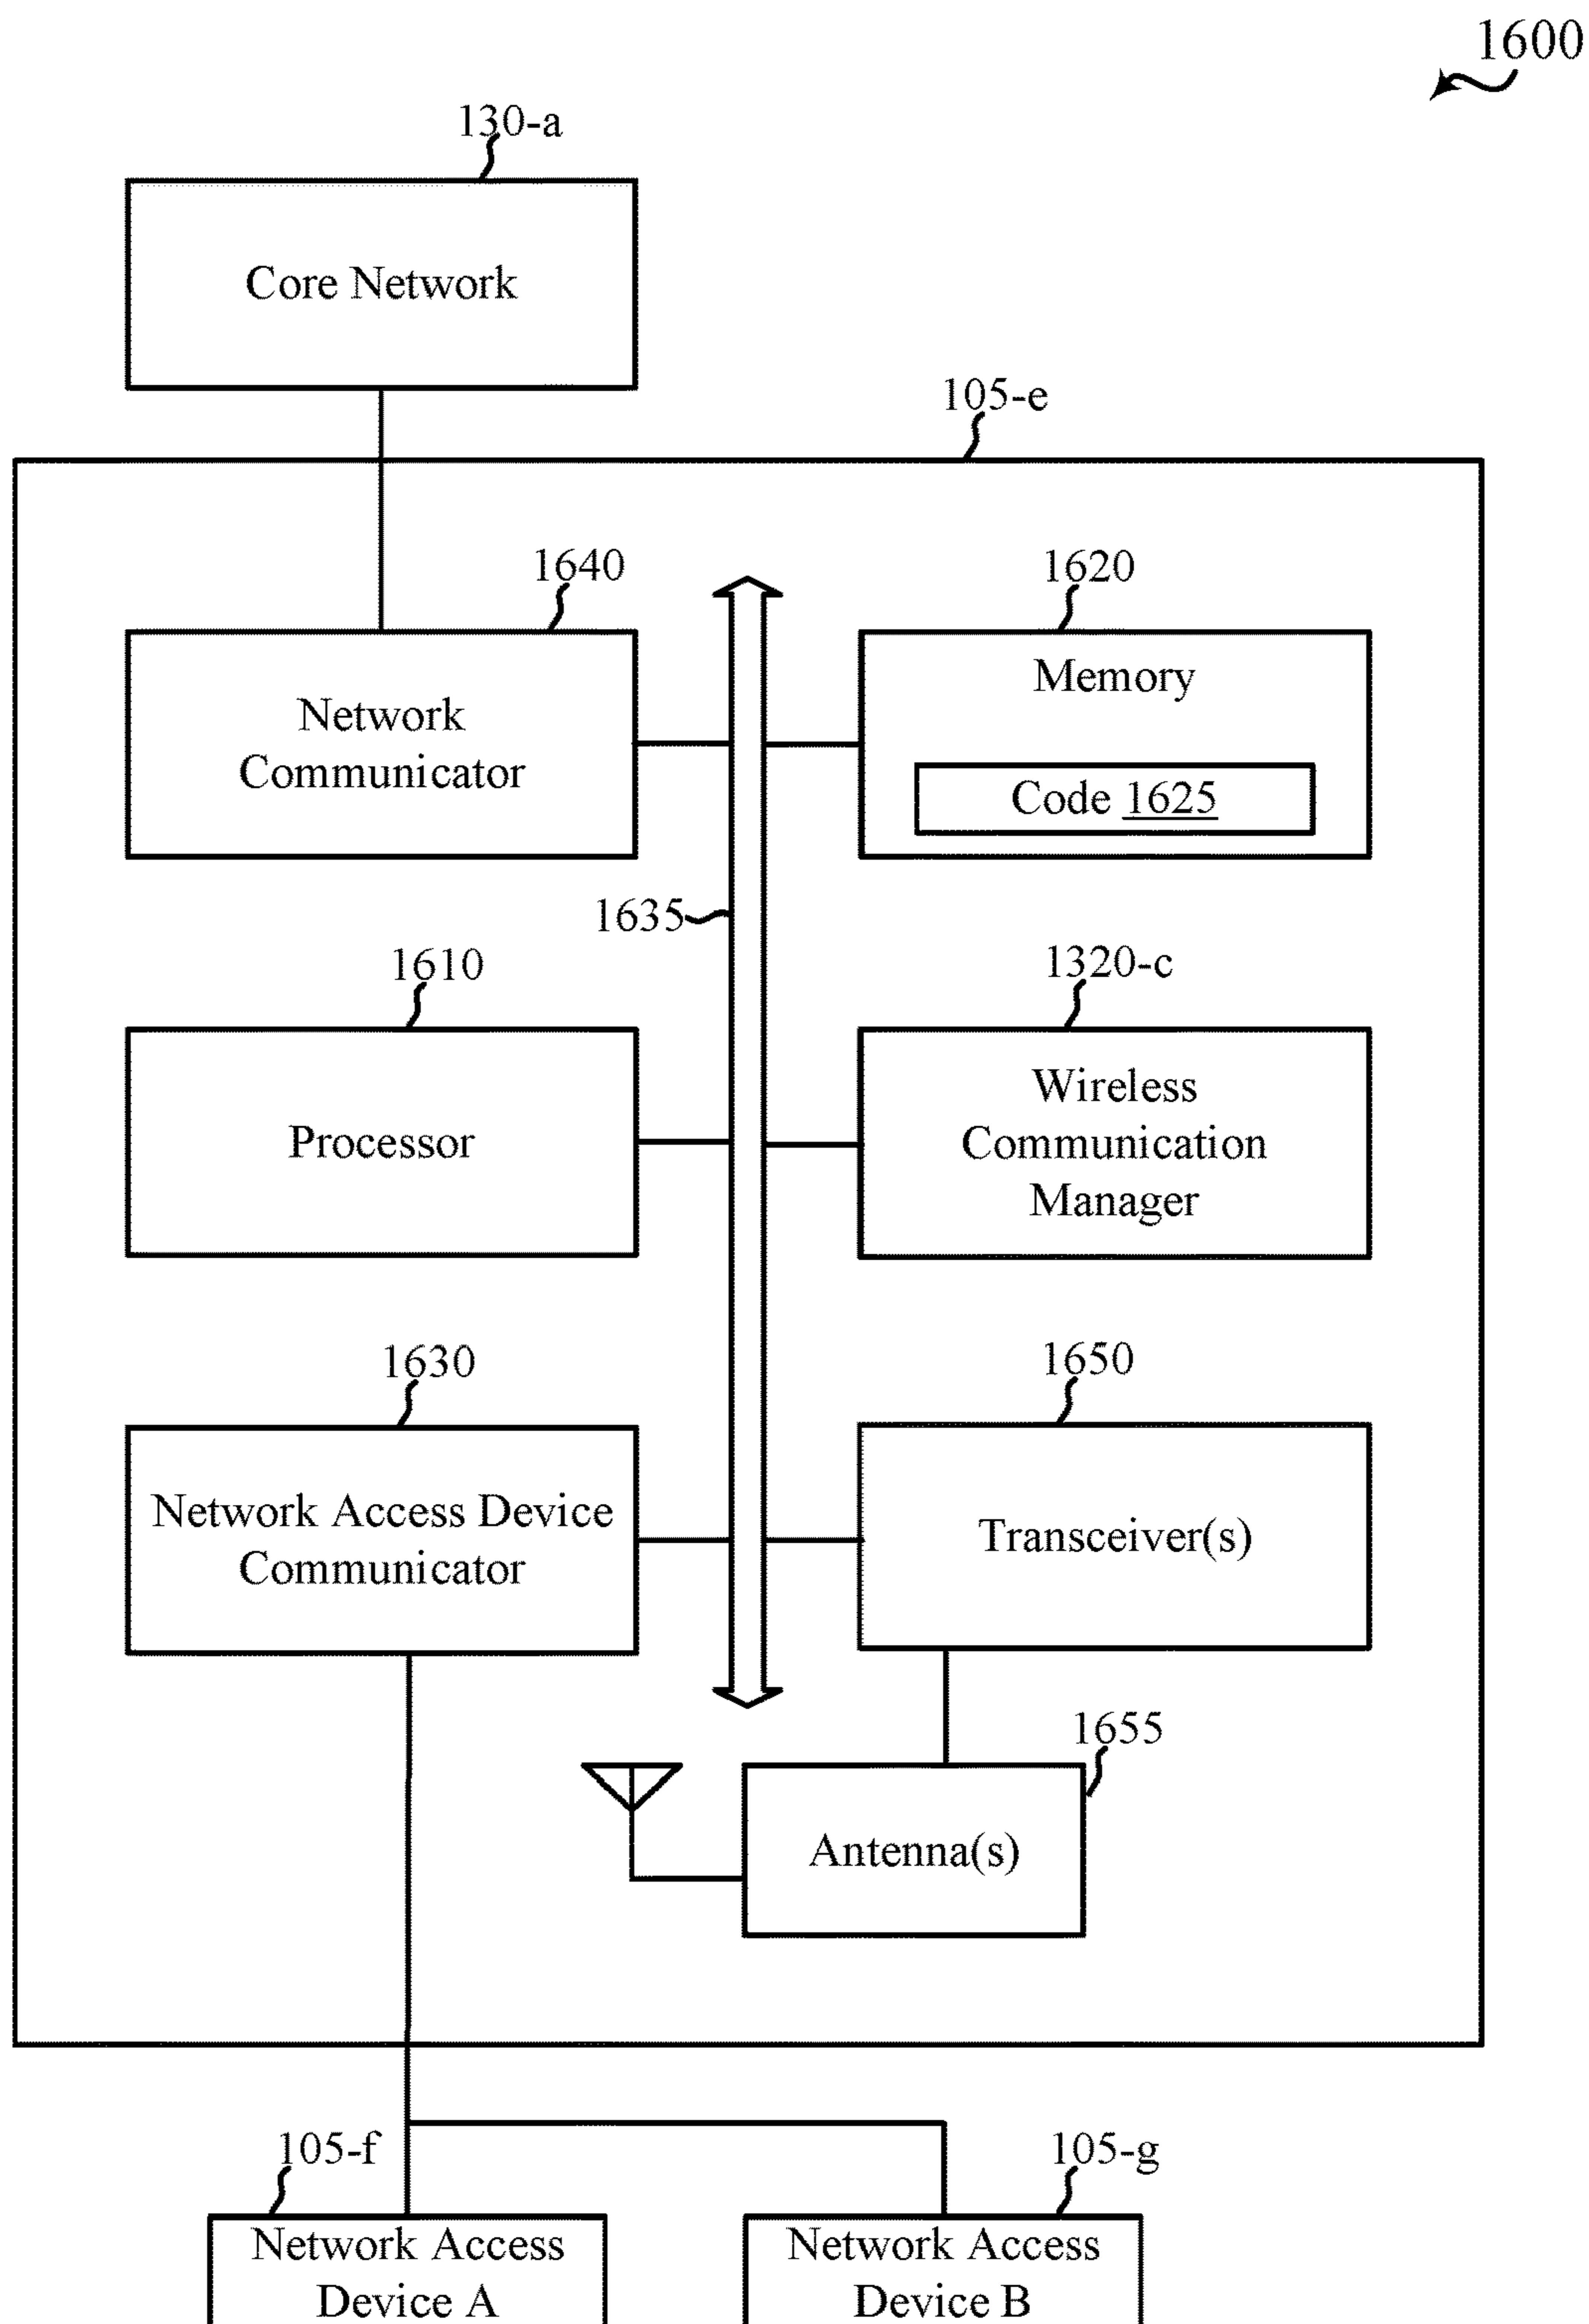 1600
130-a
Core Network
105-e
1640
1620
Network
Communicator
Memory
Code 1625
1635
1610
1320-c
Processor
Wireless
Communication
Manager
1630
1650
Network Access Device
Communicator
Transceiver(s)
1655
Antenna(s)
105-f
105-g
Network Access
Device A
Network Access
Device B